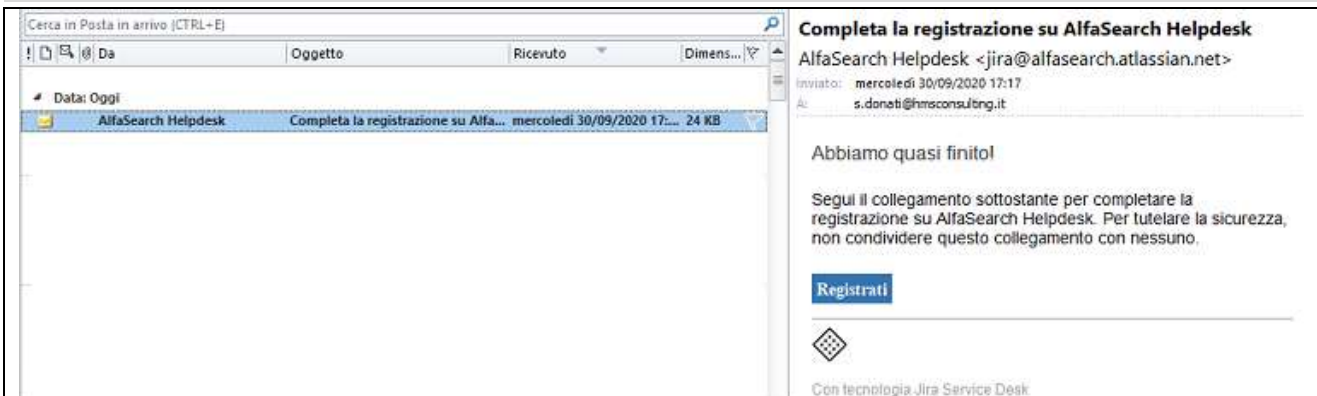 Cerca in Posta in arrivo (CTRL+E)
! @ Da Oggetto Ricevuto Dimens...
Data: Oggi
AlfaSearch Helpdesk Completa la registrazione su Alfa... mercoledì 30/09/2020 17:... 24 KB
Completa la registrazione su AlfaSearch Helpdesk
AlfaSearch Helpdesk <jira@alfasearch.atlassian.net>
Inviato: mercoledì 30/09/2020 17:17
A: s.donati@hmsconsultng.it
Abbiamo quasi finito!
Segui il collegamento sottostante per completare la
registrazione su AlfaSearch Helpdesk. Per tutelare la sicurezza,
non condividere questo collegamento con nessuno.
Registrati
Con tecnologia Jira Service Desk